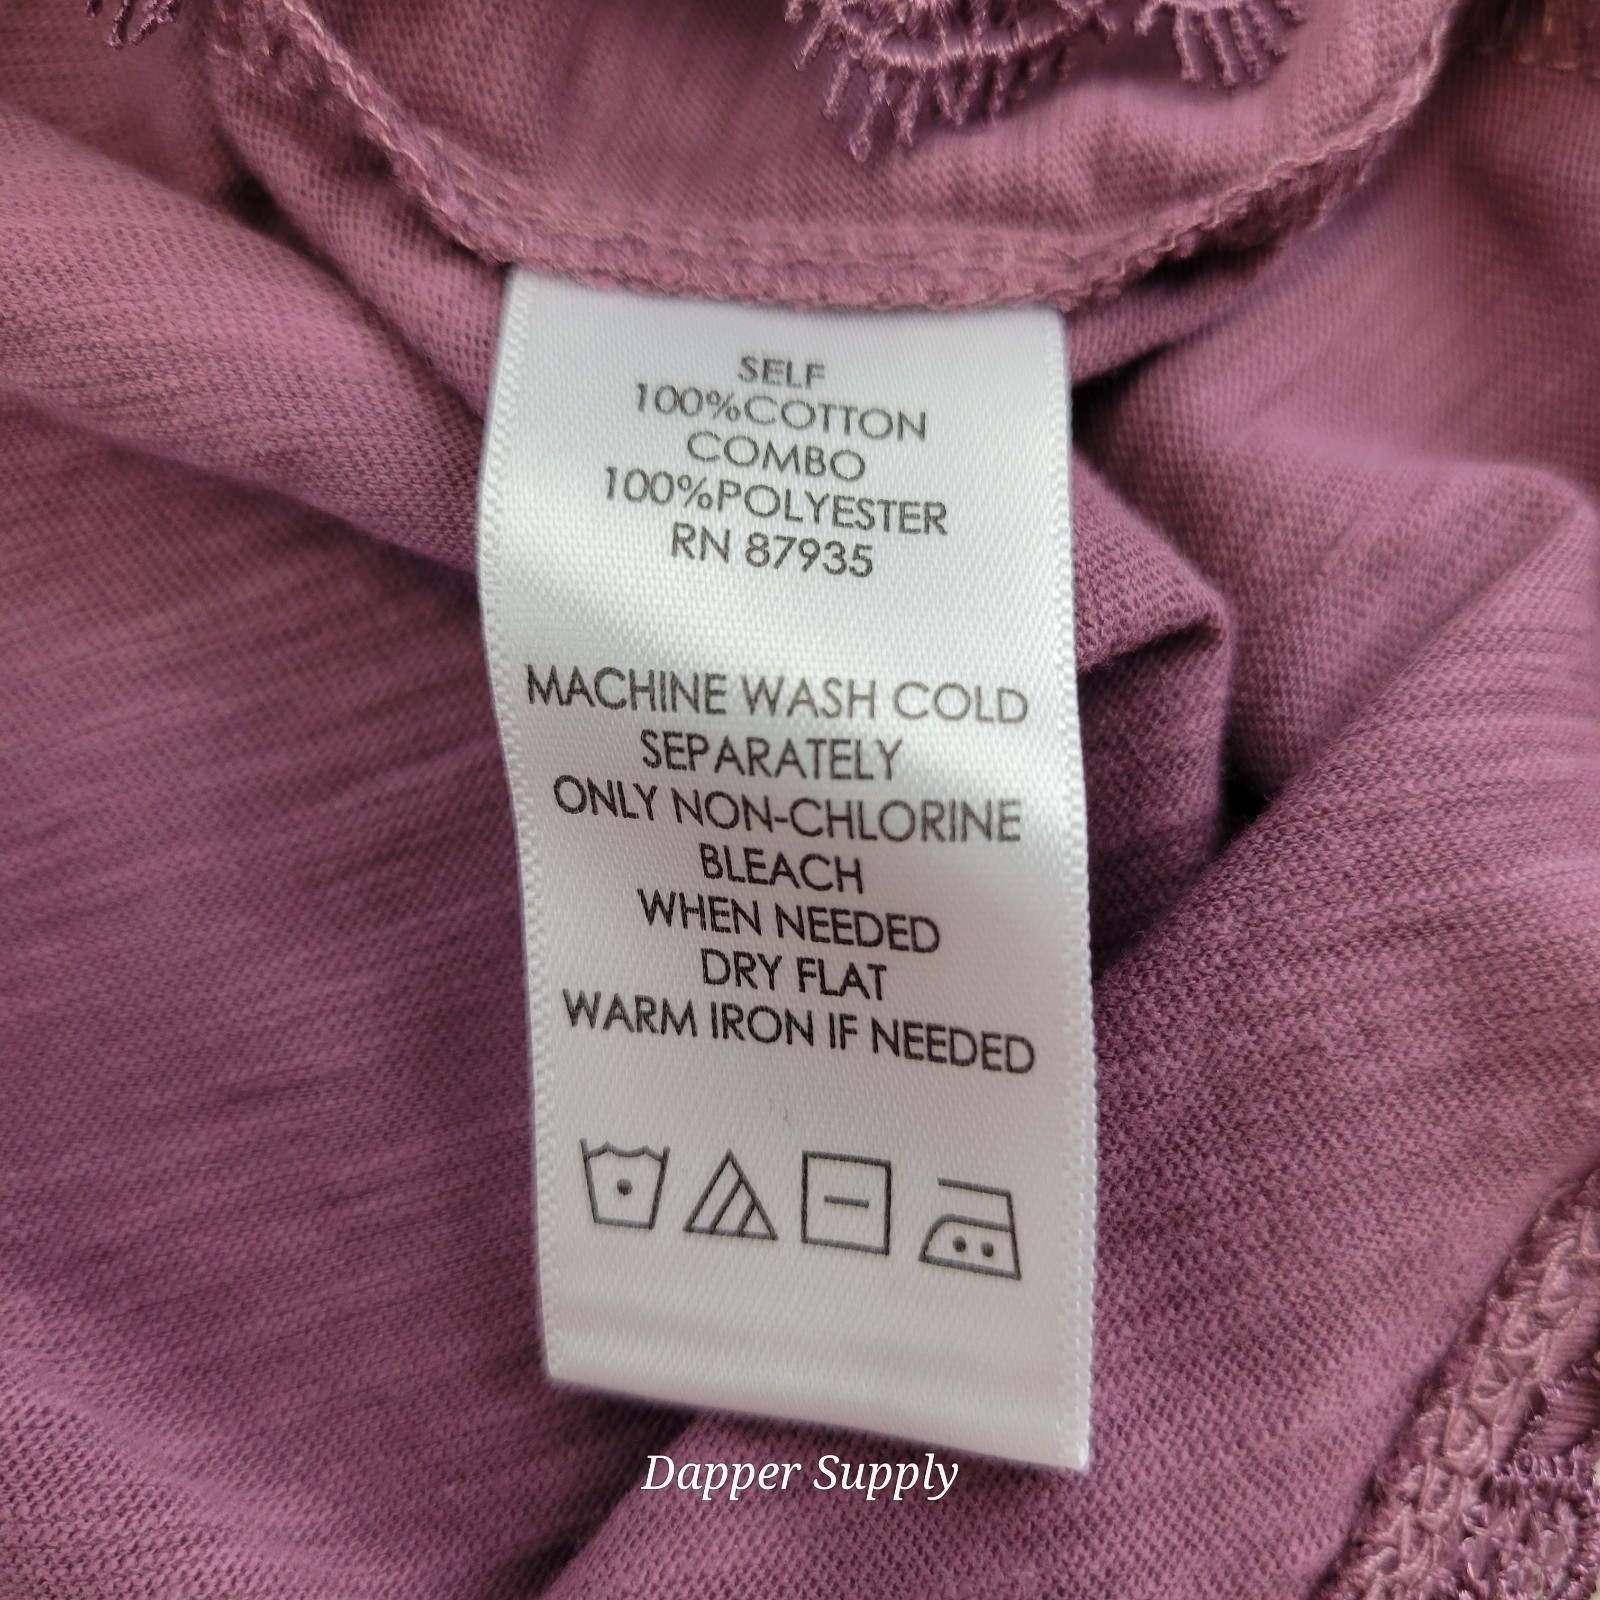 SELF
100%COTTON
COMBO
100%POLYESTER
RN 87935
MACHINE WASH COLD
SEPARATELY
ONLY NON-CHLORINE
BLEACH
WHEN NEEDED
DRY FLAT
WARM IRON IF NEEDED
Dapper Supply